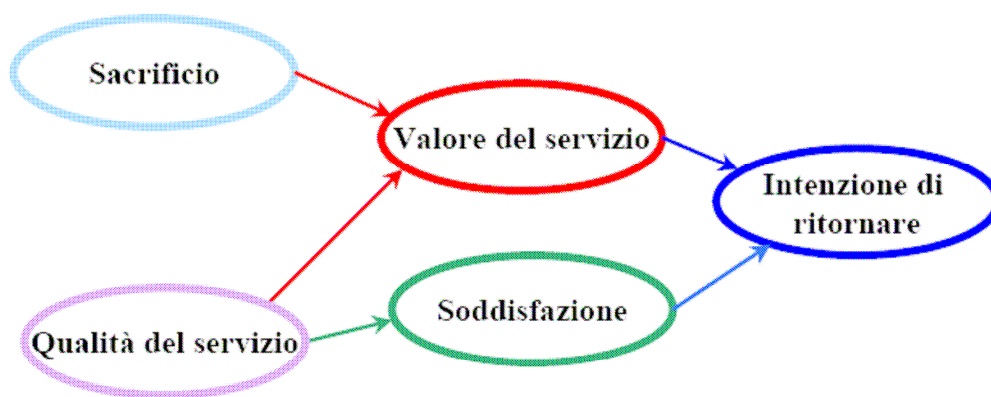 Sacrificio
Valore del servizio
Intenzione di
ritornare
Soddisfazione
Qualità del servizio